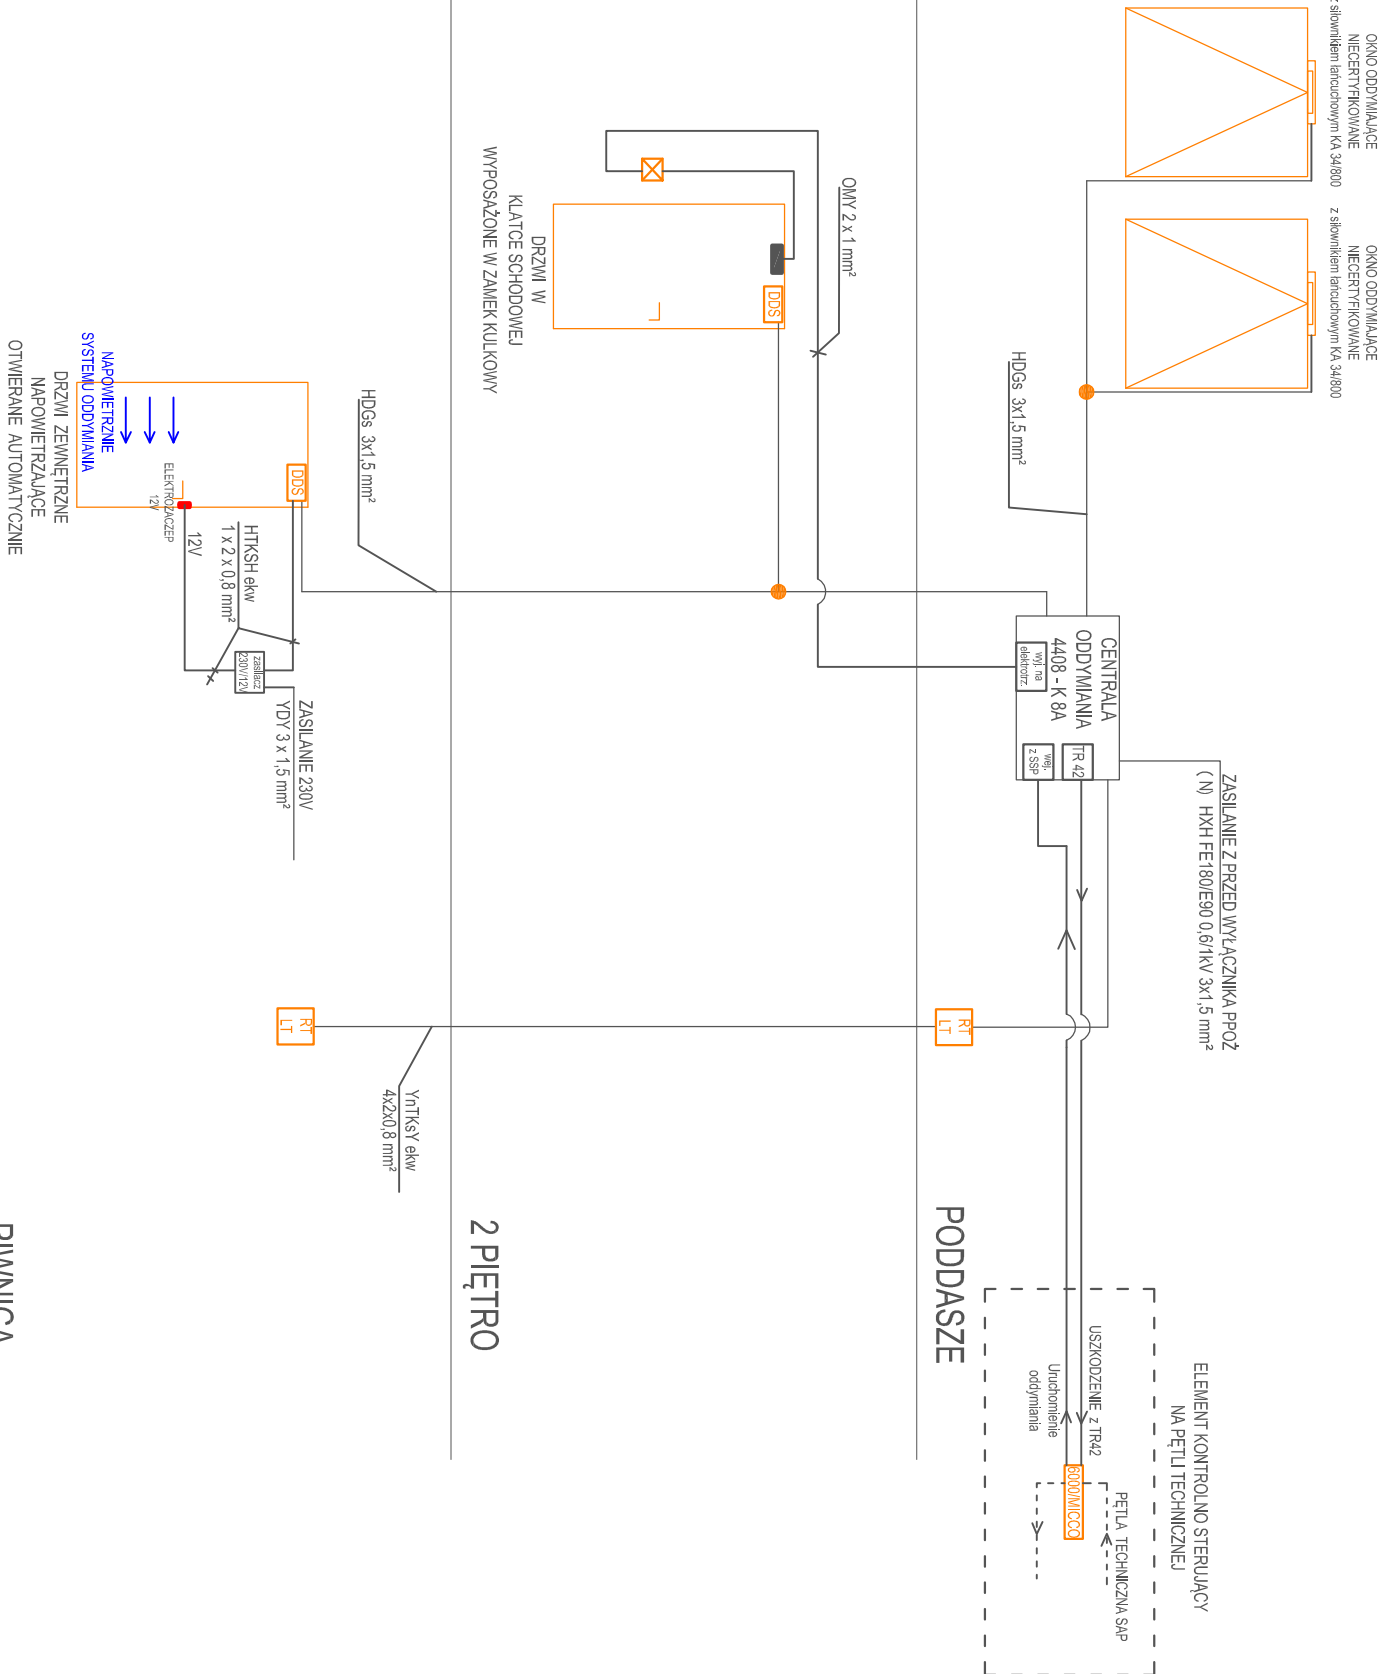 OKNO ODDYMIAJĄCE
NIECERTYFIKOWANE
z siłownikiem łańcuchowym KA 34/800
OKNO ODDYMIAJĄCE
NIECERTYFIKOWANE
z siłownikiem łańcuchowym KA 34/800
HDGs 3x1,5 mm²
CENTRALA
ODDYMIANIA
4408 - K 8A
wyj. na
elektrotrz.
TR 42
wej.
z SSP
ZASILANIE Z PRZED WYŁĄCZNIKA PPOŻ
( N) HXH FE180/E90 0,6/1kV 3x1,5 mm²
ELEMENT KONTROLNO STERUJĄCY
NA PĘTLI TECHNICZNEJ
USZKODZENIE z TR42
Uruchomienie
oddymiania
6000/MICCO
PĘTLA TECHNICZNA SAP
RT
LT
PODDASZE
OMY 2 x 1 mm²
DDS
DRZWI W
KLATCE SCHODOWEJ
WYPOSAŻONE W ZAMEK KULKOWY
2 PIĘTRO
HDGs 3x1,5 mm²
YnTKsY ekw
4x2x0,8 mm²
RT
LT
DDS
NAPOWIETRZNIE
SYSTEMU ODDYMIANIA
ELEKTROZACZEP
12V
12V
HTKSH ekw
1 x 2 x 0,8 mm²
zasilacz
230V/12V
ZASILANIE 230V
YDY 3 x 1,5 mm²
DRZWI ZEWNĘTRZNE
NAPOWIETRZAJĄCE
OTWIERANE AUTOMATYCZNIE
PIWNICA